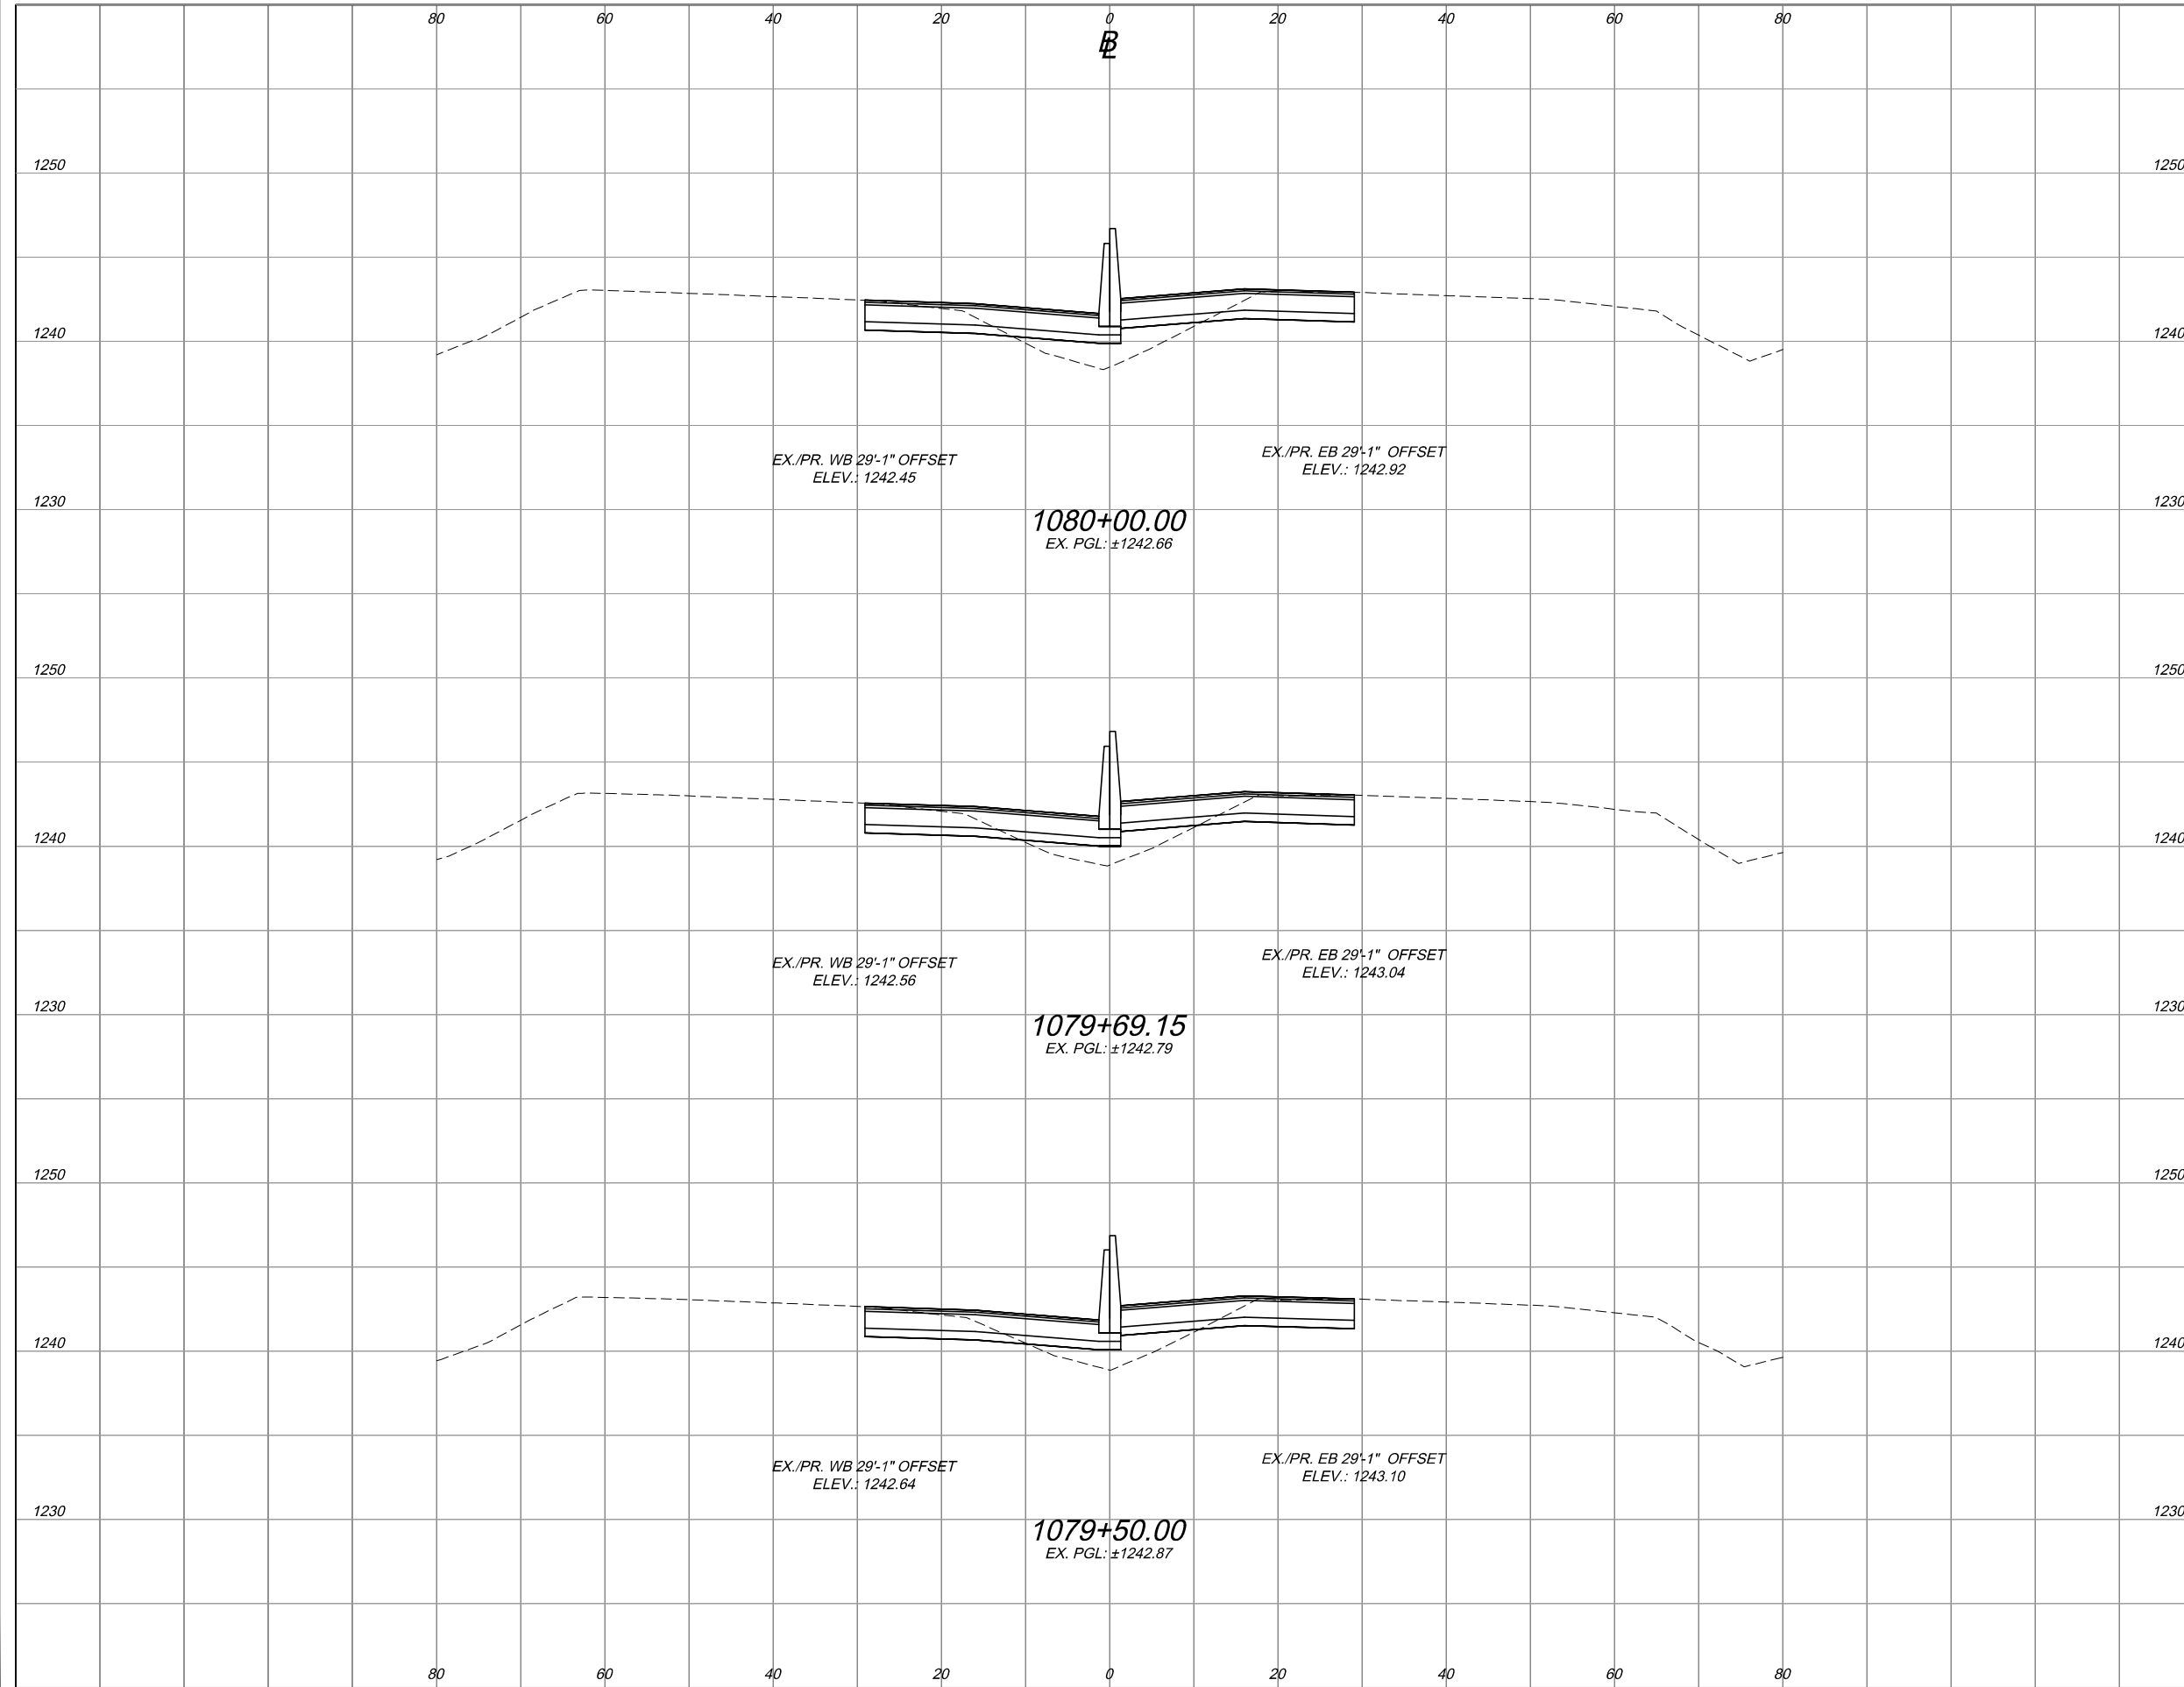 80 60 40 20 0 20 40 60 80
BL
1250 1250
1240 1240
EX./PR. WB 29'-1" OFFSET
ELEV.: 1242.45
EX./PR. EB 29'-1" OFFSET
ELEV.: 1242.92
1230 1230
1080+00.00
EX. PGL: ±1242.66
1250 1250
1240 1240
EX./PR. WB 29'-1" OFFSET
ELEV.: 1242.56
EX./PR. EB 29'-1" OFFSET
ELEV.: 1243.04
1230 1230
1079+69.15
EX. PGL: ±1242.79
1250 1250
1240 1240
EX./PR. WB 29'-1" OFFSET
ELEV.: 1242.64
EX./PR. EB 29'-1" OFFSET
ELEV.: 1243.10
1230 1230
1079+50.00
EX. PGL: ±1242.87
80 60 40 20 0 20 40 60 80